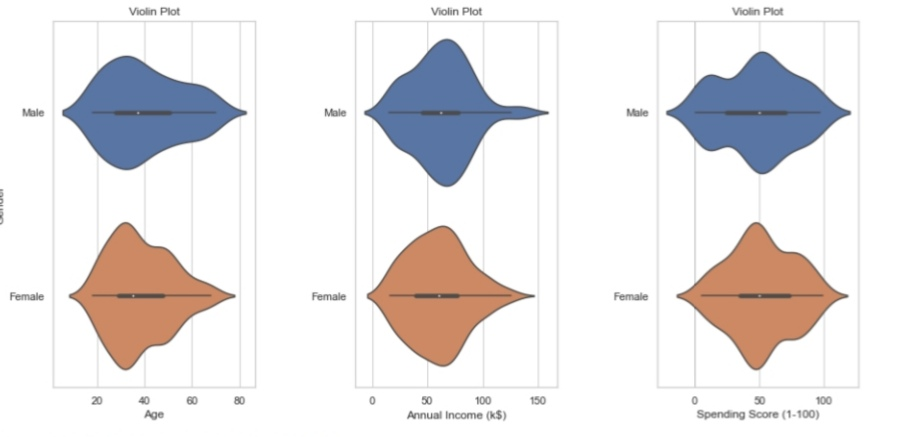 Violin Plot
Male
Female
20 40 60 80
Age
Violin Plot
Male
Female
0 50 100 150
Annual Income (k$)
Violin Plot
Male
Female
0 50 100
Spending Score (1-100)